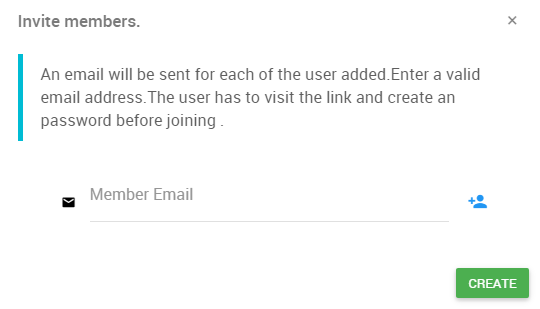 Invite members.
An email will be sent for each of the user added.Enter a valid
email address.The user has to visit the link and create an
password before joining .
Member Email
CREATE